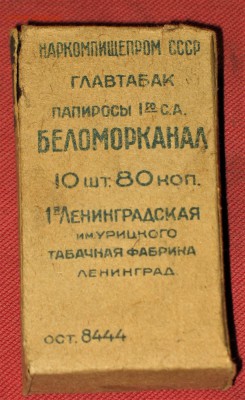 НАРКОМПИЩЕПРОМ СССР
ГЛАВТАБАК
ПАПИРОСЫ 1го С.А.
БЕЛОМОРКАНАЛ
10 ШТ. 80 КОП.
1я ЛЕНИНГРАДСКАЯ
ИМ. УРИЦКОГО
ТАБАЧНАЯ ФАБРИКА
ЛЕНИНГРАД.
ОСТ. 8444